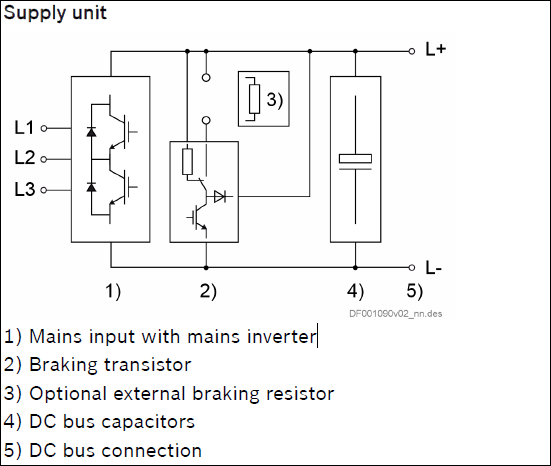 Supply unit
L+
3)
L1
L2
L3
L-
1) 2) 4) 5)
DF001090v02_nn.des
1) Mains input with mains inverter
2) Braking transistor
3) Optional external braking resistor
4) DC bus capacitors
5) DC bus connection